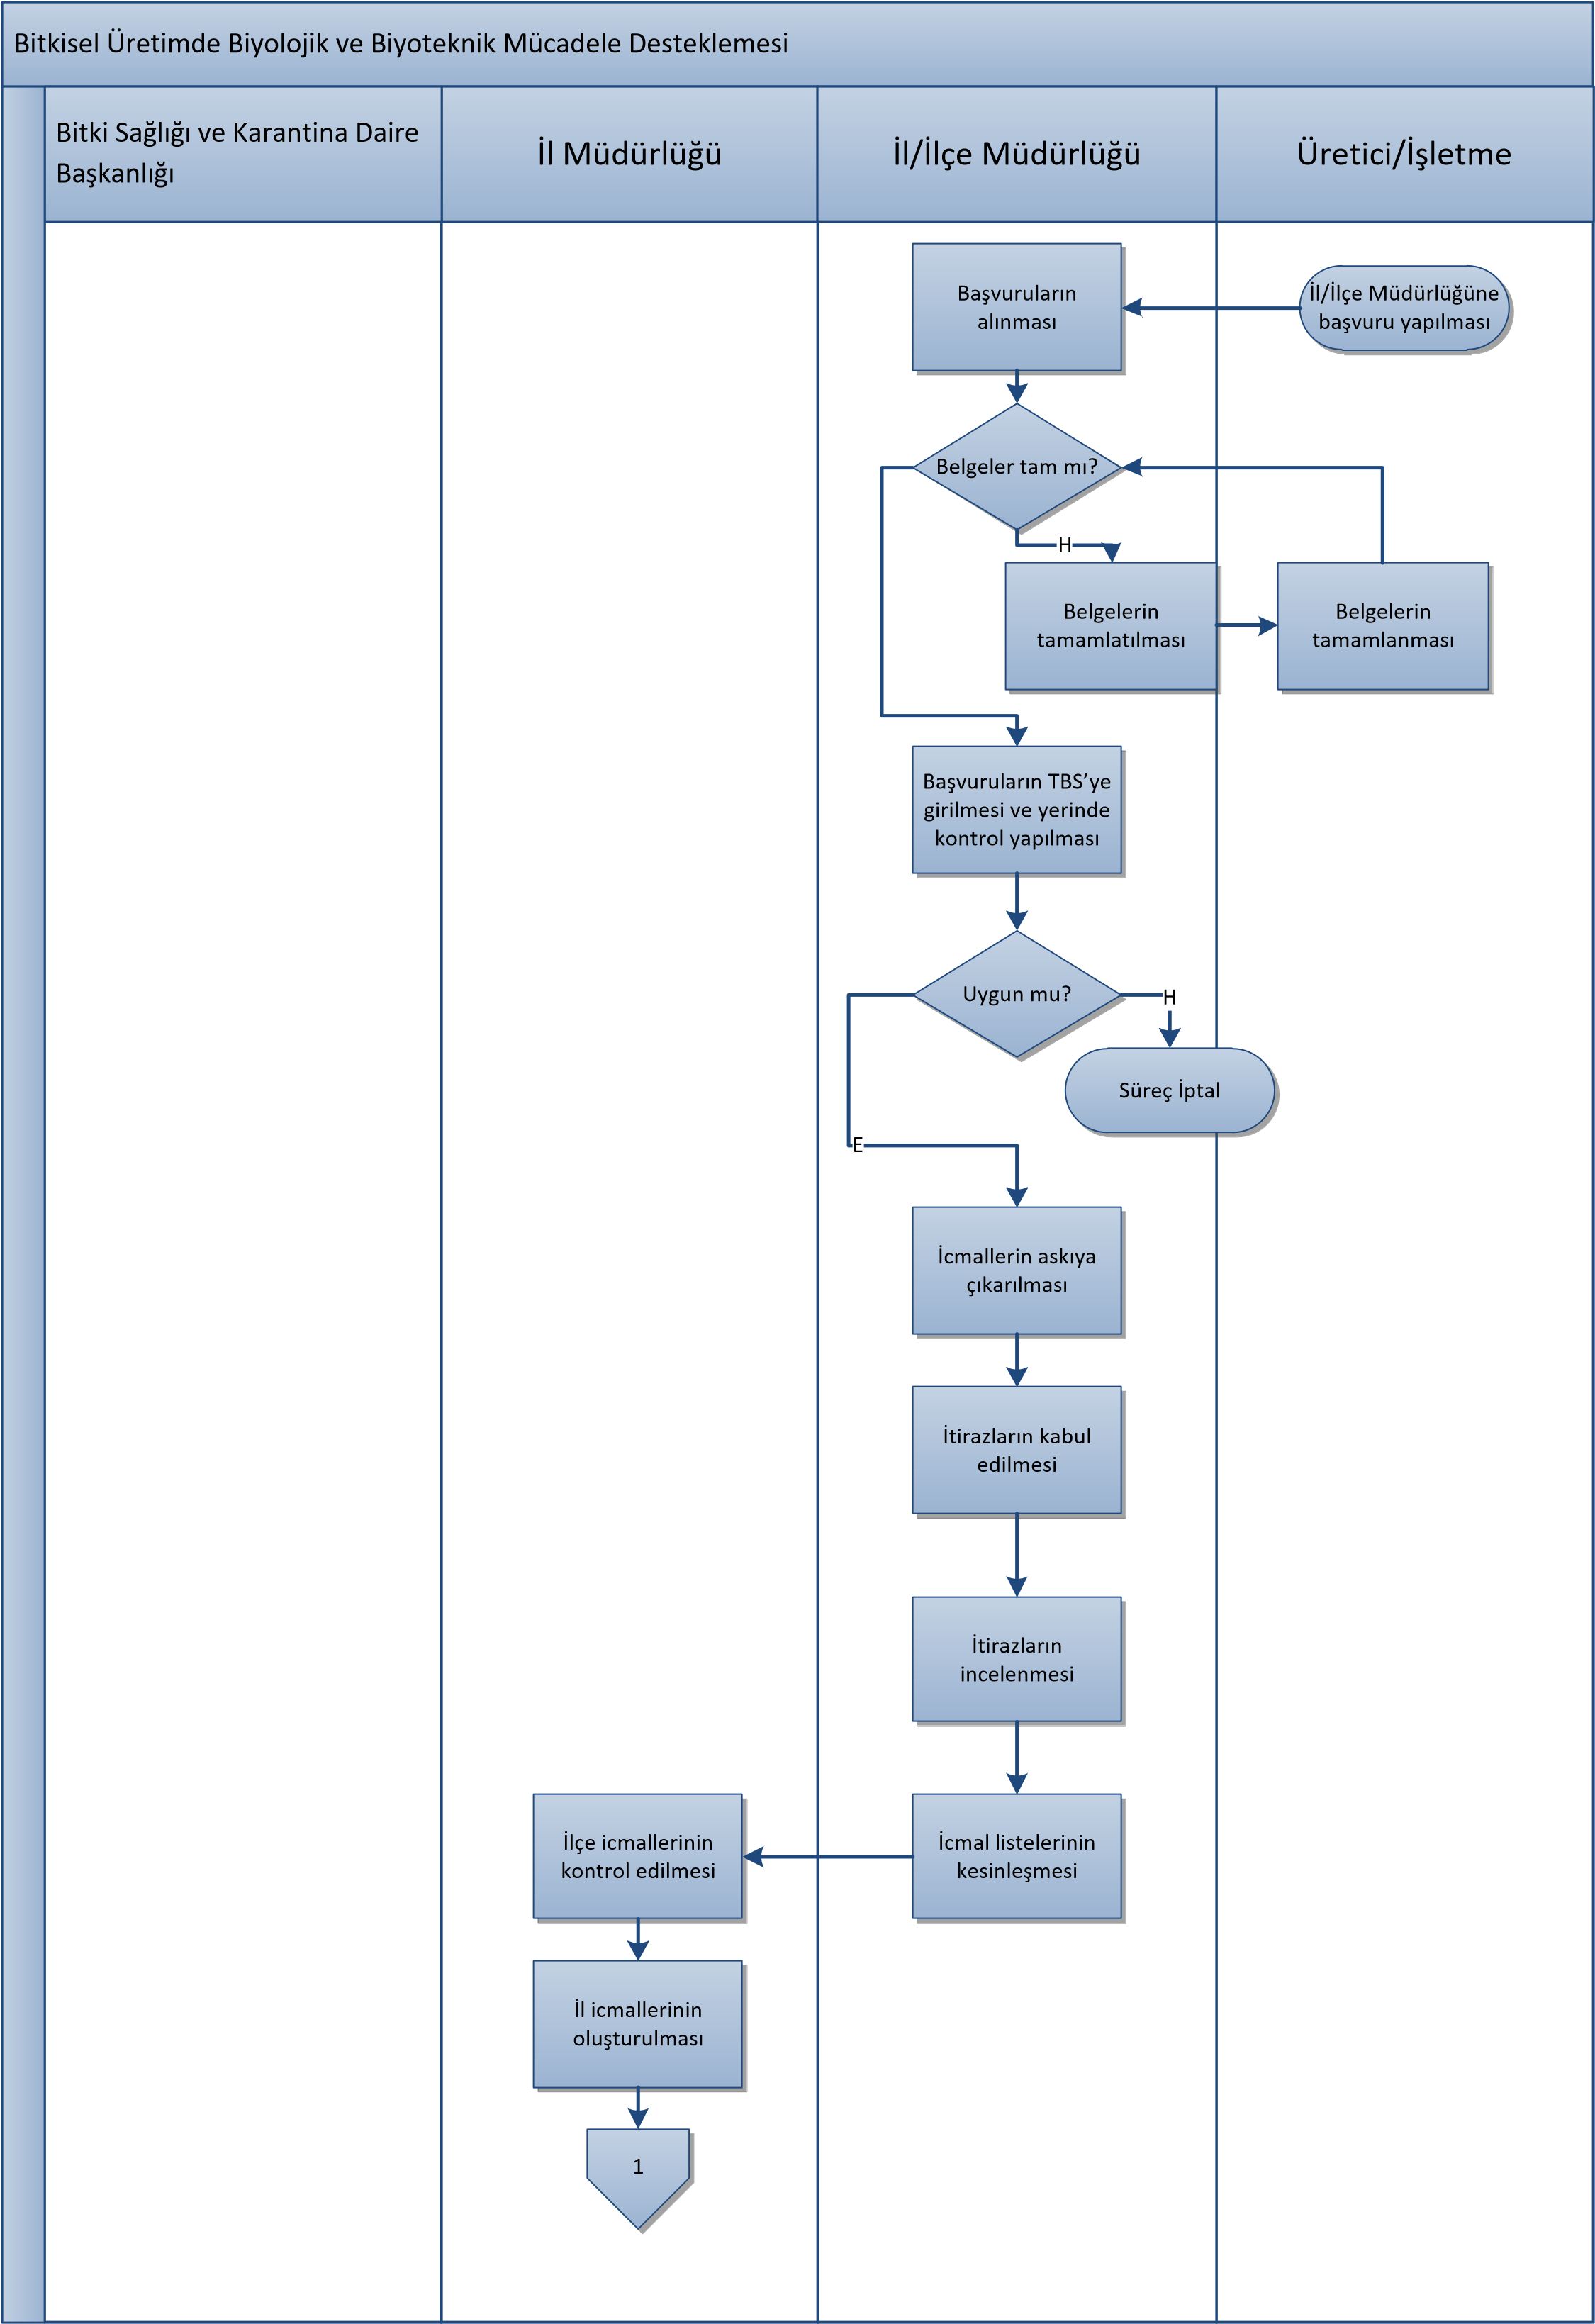 Bitkisel Üretimde Biyolojik ve Biyoteknik Mücadele Desteklemesi
Bitki Sağlığı ve Karantina Daire
Başkanlığı
İl Müdürlüğü
İl/İlçe Müdürlüğü
Üretici/İşletme
Başvuruların
alınması
İl/İlçe Müdürlüğüne
başvuru yapılması
Belgeler tam mı?
H
Belgelerin
tamamlatılması
Belgelerin
tamamlanması
Başvuruların TBS’ye
girilmesi ve yerinde
kontrol yapılması
Uygun mu?
H
Süreç İptal
E
İcmallerin askıya
çıkarılması
İtirazların kabul
edilmesi
İtirazların
incelenmesi
İlçe icmallerinin
kontrol edilmesi
İcmal listelerinin
kesinleşmesi
İl icmallerinin
oluşturulması
1